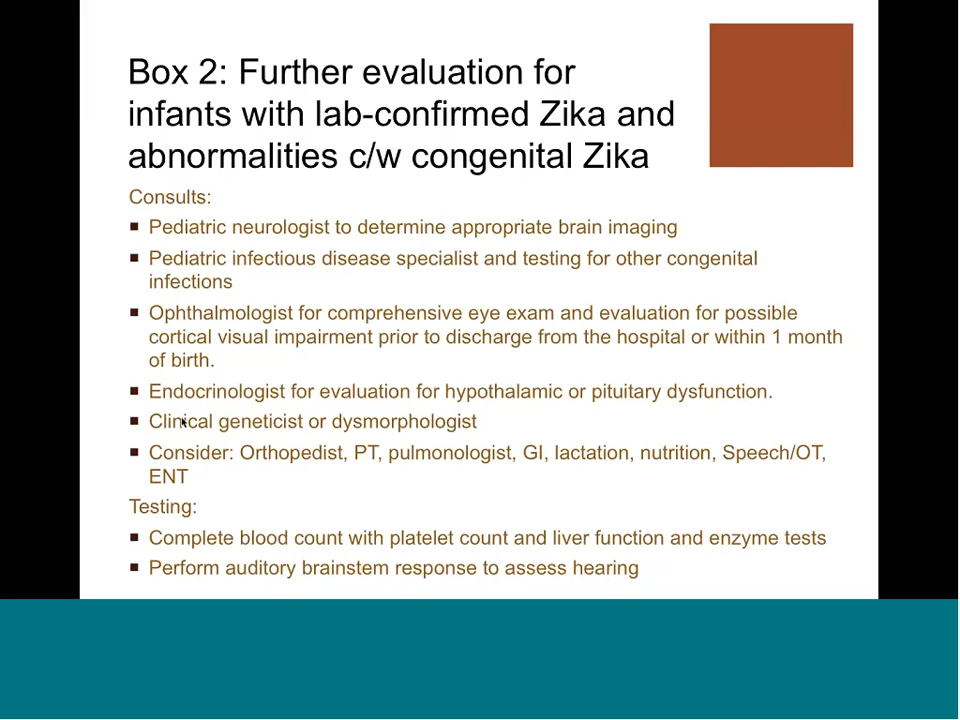 Box 2: Further evaluation for
infants with lab-confirmed Zika and
abnormalities c/w congenital Zika
Consults:
Pediatric neurologist to determine appropriate brain imaging
Pediatric infectious disease specialist and testing for other congenital
infections
Ophthalmologist for comprehensive eye exam and evaluation for possible
cortical visual impairment prior to discharge from the hospital or within 1 month
of birth.
Endocrinologist for evaluation for hypothalamic or pituitary dysfunction.
Clinical geneticist or dysmorphologist
Consider: Orthopedist, PT, pulmonologist, GI, lactation, nutrition, Speech/OT,
ENT
Testing:
Complete blood count with platelet count and liver function and enzyme tests
Perform auditory brainstem response to assess hearing